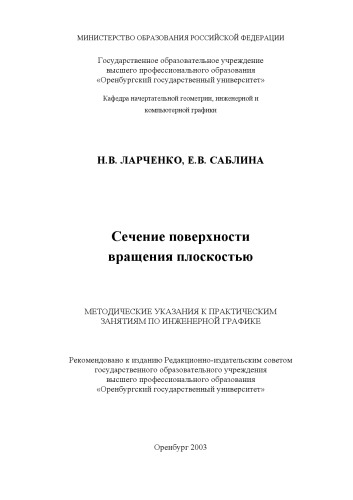 МИНИСТЕРСТВО ОБРАЗОВАНИЯ РОССИЙСКОЙ ФЕДЕРАЦИИ
Государственное образовательное учреждение
высшего профессионального образования
«Оренбургский государственный университет»
Кафедра начертательной геометрии, инженерной и
компьютерной графики
Н.В. ЛАРЧЕНКО, Е.В. САБЛИНА
Сечение поверхности
вращения плоскостью
МЕТОДИЧЕСКИЕ УКАЗАНИЯ К ПРАКТИЧЕСКИМ
ЗАНЯТИЯМ ПО ИНЖЕНЕРНОЙ ГРАФИКЕ
Рекомендовано к изданию Редакционно-издательским советом
государственного образовательного учреждения
высшего профессионального образования
«Оренбургский государственный университет»
Оренбург 2003